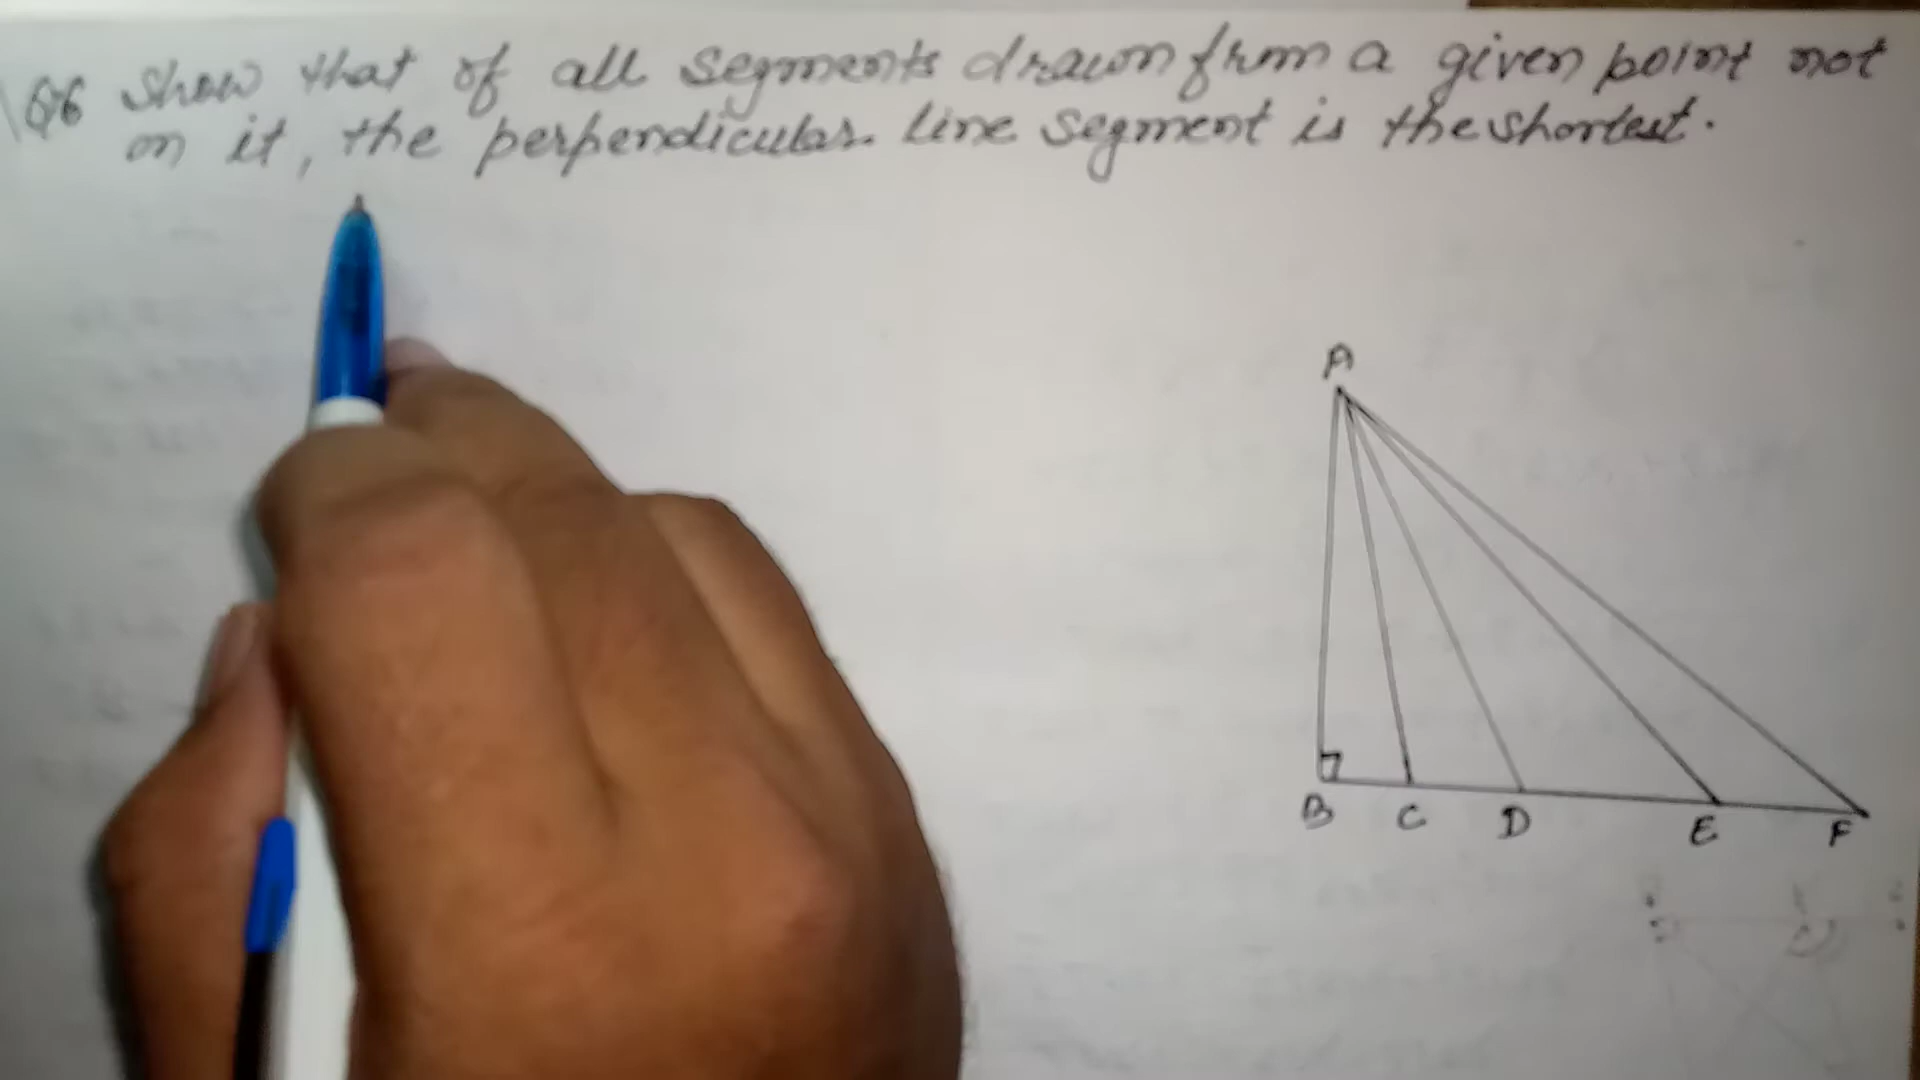 Q6 Show that of all segments drawn from a given point not
on it, the perpendicular line segment is the shortest.
A
B C D E F